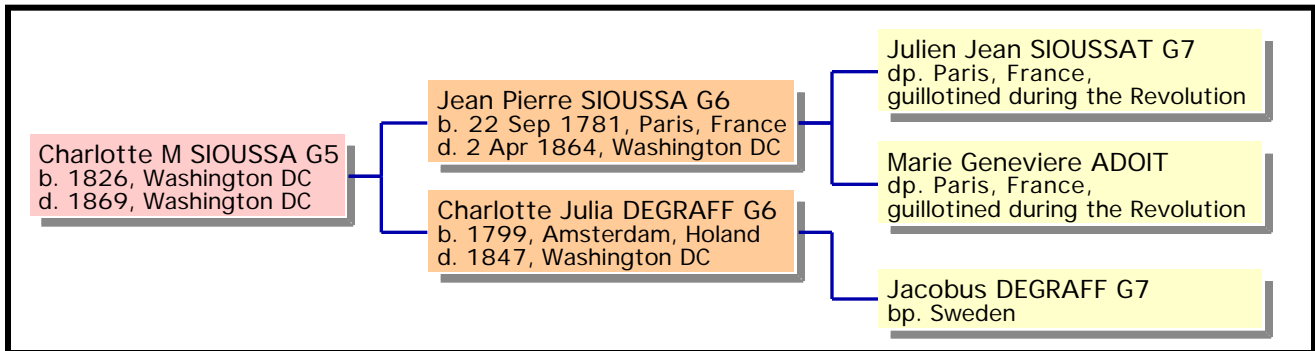 Charlotte M SIOUSSA G5
b. 1826, Washington DC
d. 1869, Washington DC
Jean Pierre SIOUSSA G6
b. 22 Sep 1781, Paris, France
d. 2 Apr 1864, Washington DC
Charlotte Julia DEGRAFF G6
b. 1799, Amsterdam, Holand
d. 1847, Washington DC
Julien Jean SIOUSSAT G7
dp. Paris, France,
guillotined during the Revolution
Marie Geneviere ADOIT
dp. Paris, France,
guillotined during the Revolution
Jacobus DEGRAFF G7
bp. Sweden